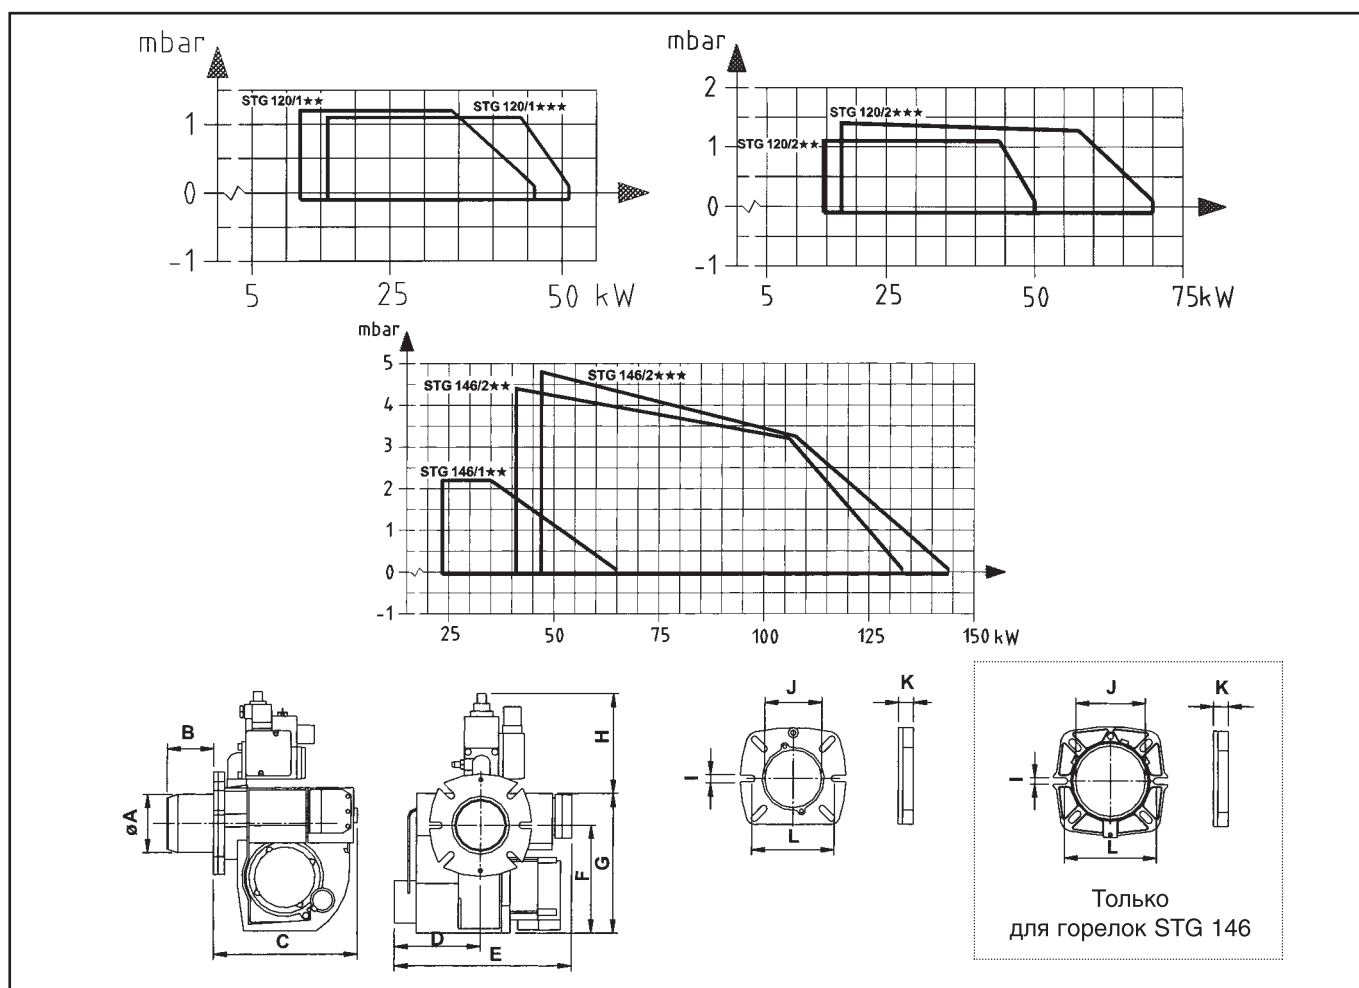 mbar
STG 120/1★★
STG 120/1★★★
1
0
-1
5
25
50 kW
mbar
2
STG 120/2★★★
STG 120/2★★
1
0
-1
5
25
50
75kW
mbar
5
STG 146/2★★★
STG 146/2★★
4
3
STG 146/1★★
2
1
0
-1
25
50
75
100
125
150 kW
B
øA
C
H
G
F
D
E
J
K
I
L
J
K
I
L
Только
для горелок STG 146